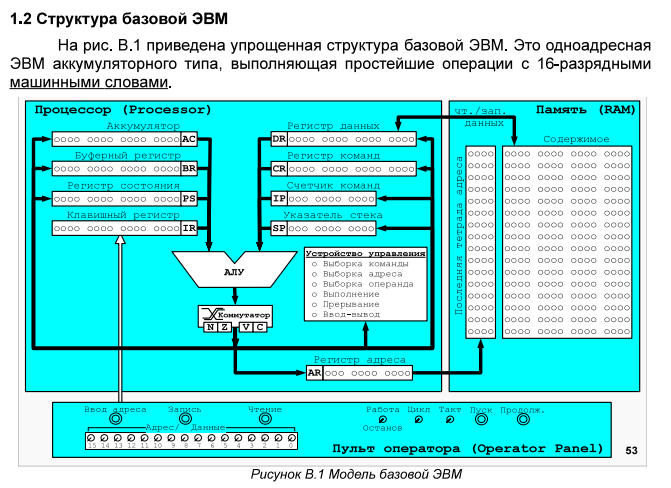 1.2 Структура базовой ЭВМ
На рис. В.1 приведена упрощенная структура базовой ЭВМ. Это одноадресная
ЭВМ аккумуляторного типа, выполняющая простейшие операции с 16-разрядными
машинными словами.
Процессор (Processor)
чт./зап.
данных
Память (RAM)
Аккумулятор
AC
Регистр данных
DR
Содержимое
Буферный регистр
BR
Регистр команд
CR
Регистр состояния
PS
Счетчик команд
IP
Клавишный регистр
IR
Указатель стека
SP
Последняя тетрада адреса
АЛУ
Устройство управления
Выборка команды
Выборка адреса
Выборка операнда
Выполнение
Прерывание
Ввод-вывод
Коммутатор
N Z V C
Регистр адреса
AR
Ввод адреса Запись Чтение
Работа Цикл Такт Пуск Продолж.
Останов
Адрес/ Данные
15 14 13 12 11 10 9 8 7 6 5 4 3 2 1 0
Пульт оператора (Operator Panel)
53
Рисунок В.1 Модель базовой ЭВМ